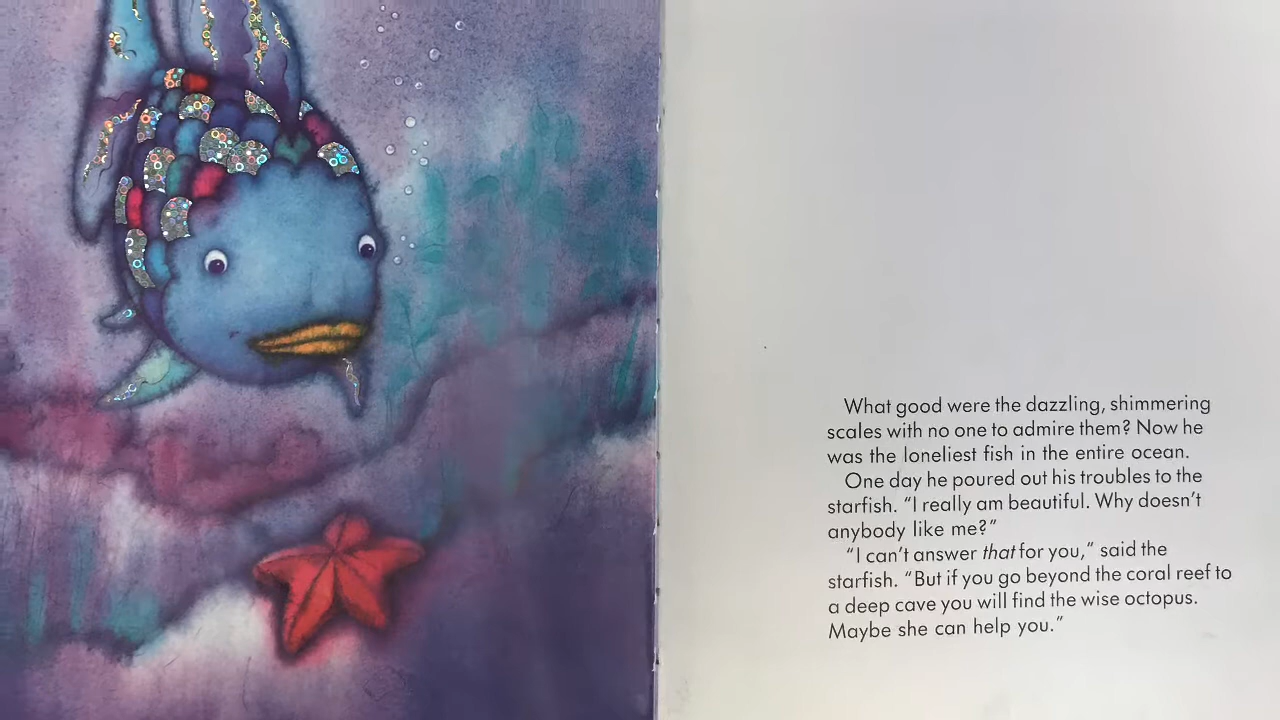 What good were the dazzling, shimmering
scales with no one to admire them? Now he
was the loneliest fish in the entire ocean.
One day he poured out his troubles to the
starfish. “I really am beautiful. Why doesn’t
anybody like me?”
“I can’t answer that for you,” said the
starfish. “But if you go beyond the coral reef to
a deep cave you will find the wise octopus.
Maybe she can help you.”